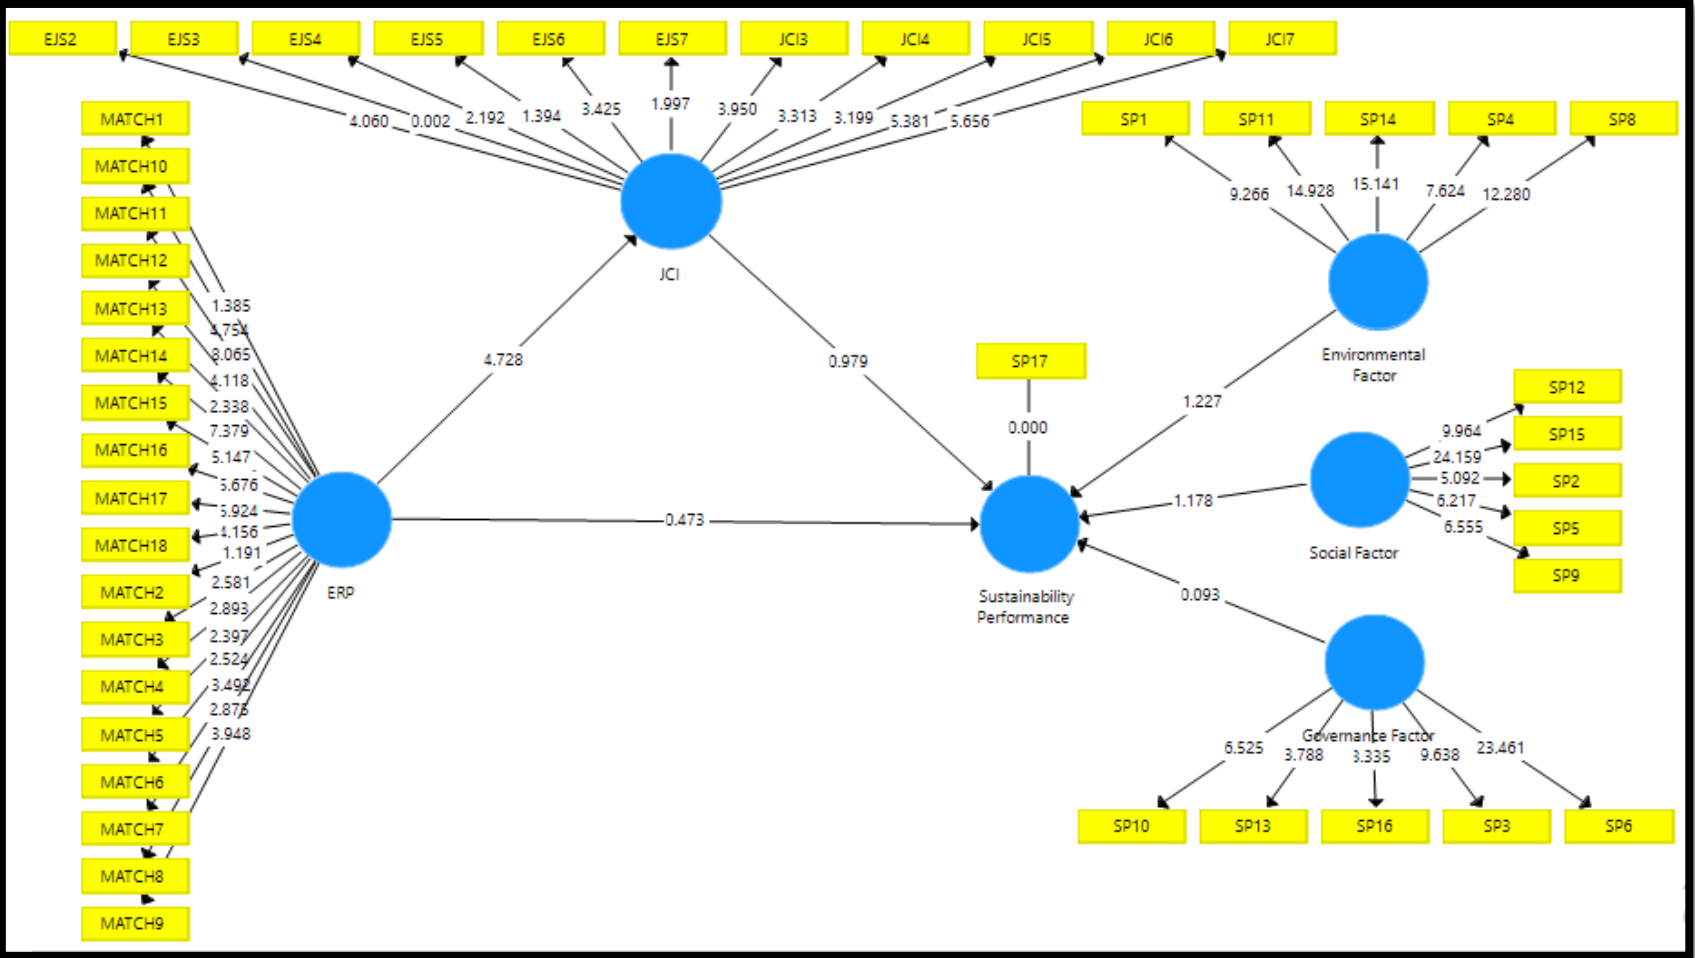 EJS2 EJS3 EJS4 EJS5 EJS6 EJS7 JCI3 JCI4 JCI5 JCI6 JCI7
4.060 0.002 2.192 1.394 3.425 1.997 3.950 3.313 3.199 5.381 5.656
JCI
MATCH1
MATCH10
MATCH11
MATCH12
MATCH13
MATCH14
MATCH15
MATCH16
MATCH17
MATCH18
MATCH2
MATCH3
MATCH4
MATCH5
MATCH6
MATCH7
MATCH8
MATCH9
1.385
4.754
3.065
4.118
2.338
7.379
5.147
5.676
5.924
4.156
1.191
2.581
2.893
2.397
2.524
3.492
2.875
3.948
ERP
4.728
0.979
0.473
SP17
0.000
Sustainability
Performance
SP1 SP11 SP14 SP4 SP8
9.266 14.928 15.141 7.624 12.280
Environmental
Factor
1.227
SP12
SP15
SP2
SP5
SP9
9.964
24.159
5.092
6.217
6.555
Social Factor
1.178
0.093
Governance Factor
6.525 3.788 3.335 9.638 23.461
SP10 SP13 SP16 SP3 SP6